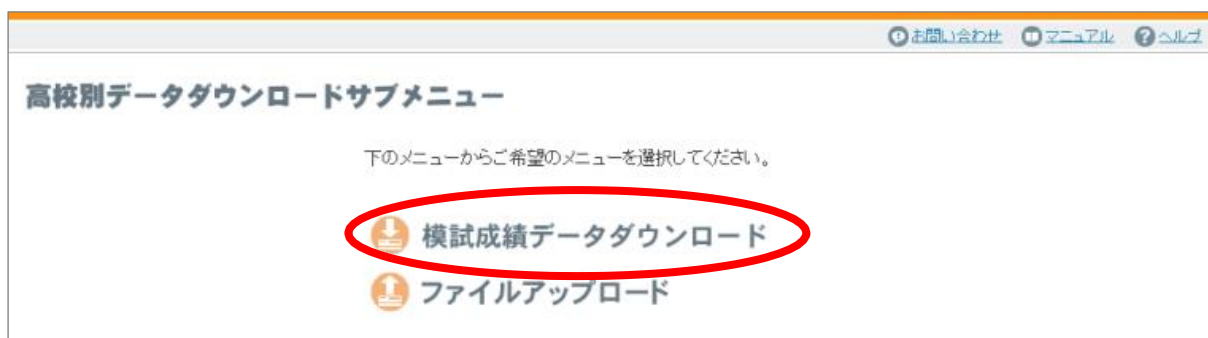 お問い合わせ マニュアル ヘルプ
高校別データダウンロードサブメニュー
下のメニューからご希望のメニューを選択してください。
模試成績データダウンロード
ファイルアップロード